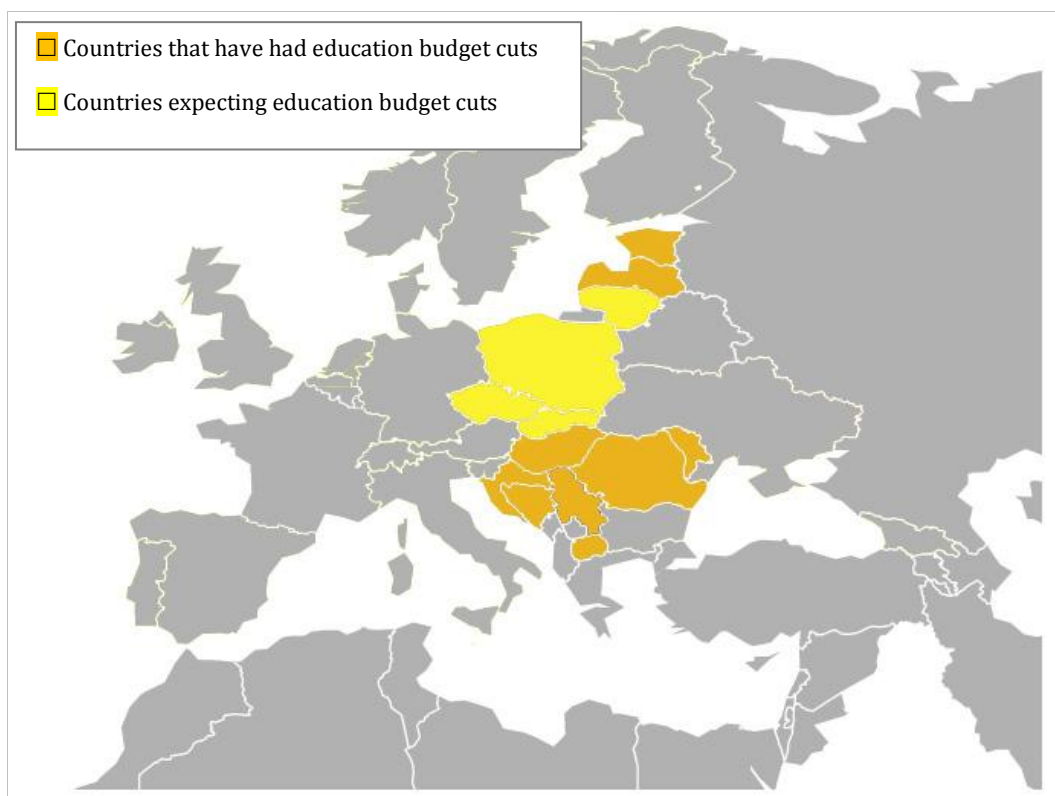 ☐ Countries that have had education budget cuts
☐ Countries expecting education budget cuts